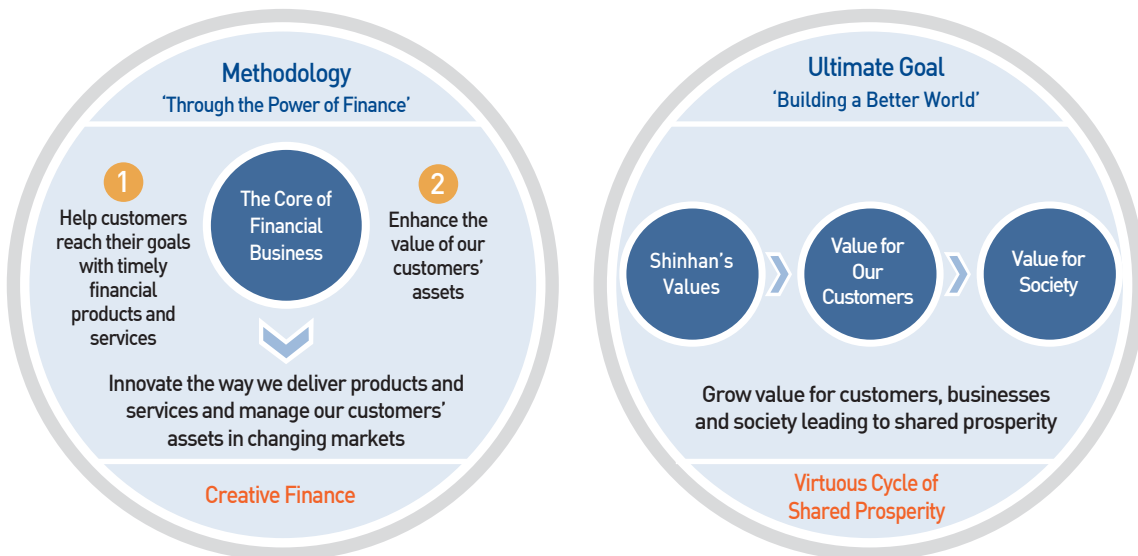 Methodology
‘Through the Power of Finance’
1
Help customers
reach their goals
with timely
financial
products and
services
The Core of
Financial
Business
2
Enhance the
value of our
customers’
assets
Innovate the way we deliver products and
services and manage our customers’
assets in changing markets
Creative Finance
Ultimate Goal
‘Building a Better World’
Shinhan’s
Values
Value for
Our
Customers
Value for
Society
Grow value for customers, businesses
and society leading to shared prosperity
Virtuous Cycle of
Shared Prosperity